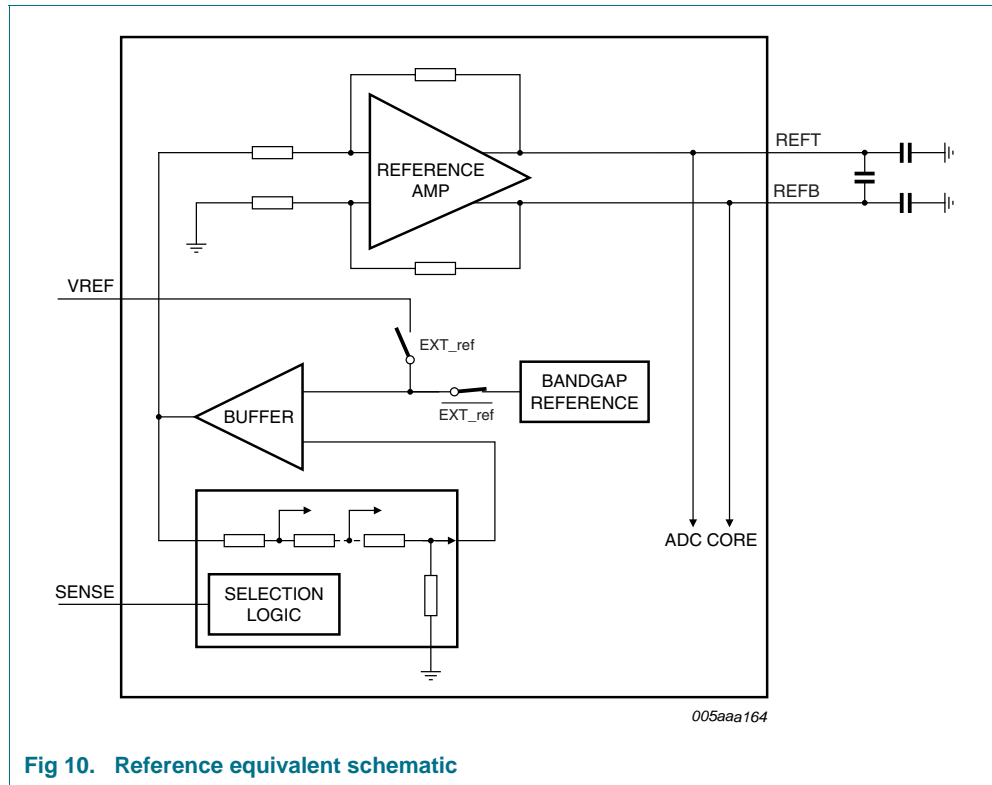 REFERENCE
AMP
REFT
REFB
VREF
EXT_ref
EXT_ref
BANDGAP
REFERENCE
BUFFER
ADC CORE
SENSE
SELECTION
LOGIC
005aaa164
Fig 10. Reference equivalent schematic